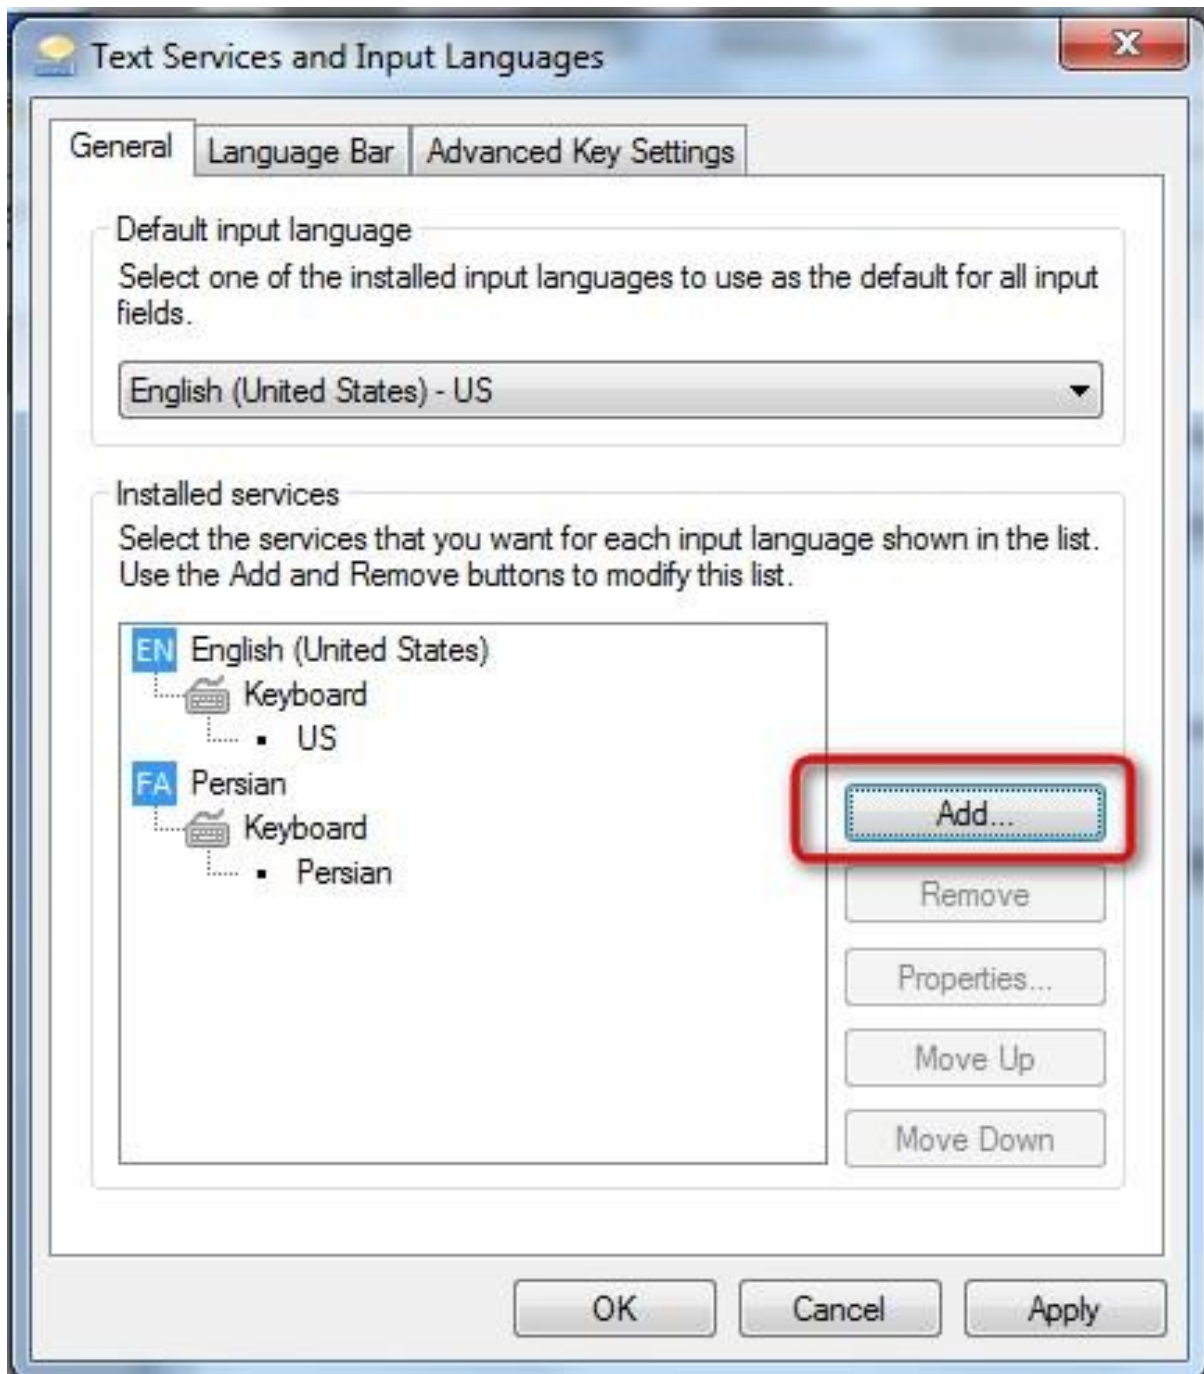 Text Services and Input Languages
General
Language Bar
Advanced Key Settings
Default input language
Select one of the installed input languages to use as the default for all input
fields.
English (United States) - US
Installed services
Select the services that you want for each input language shown in the list.
Use the Add and Remove buttons to modify this list.
EN English (United States)
Keyboard
US
FA Persian
Keyboard
Persian
Add...
Remove
Properties...
Move Up
Move Down
OK
Cancel
Apply